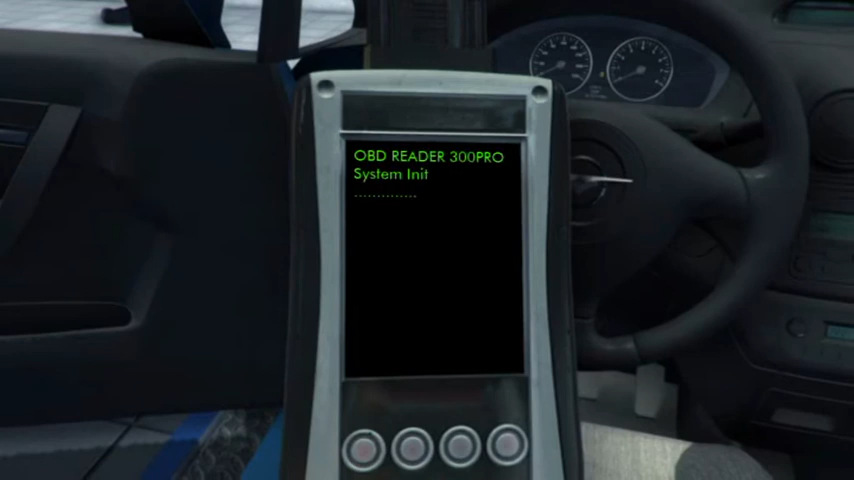 OBD READER 300PRO
System Init
..............